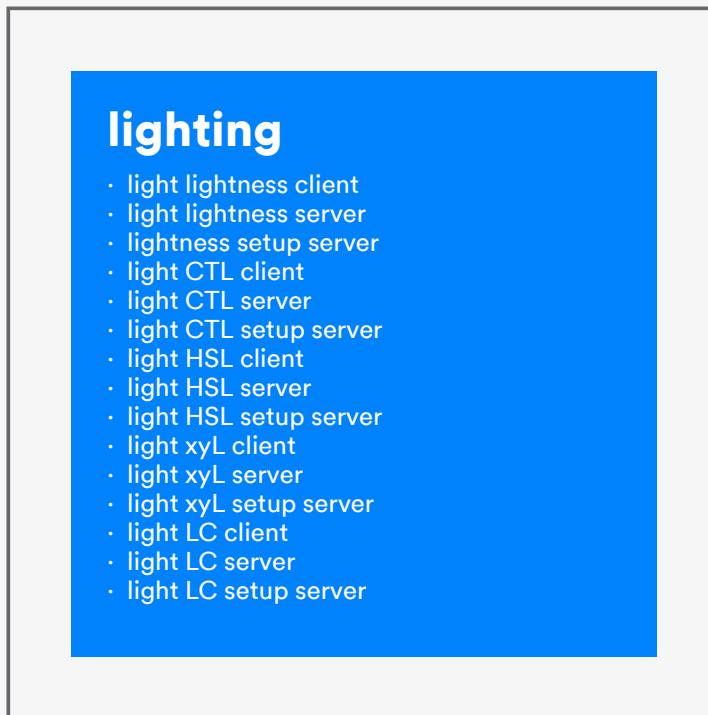 lighting
· light lightness client
· light lightness server
· lightness setup server
· light CTL client
· light CTL server
· light CTL setup server
· light HSL client
· light HSL server
· light HSL setup server
· light xyL client
· light xyL server
· light xyL setup server
· light LC client
· light LC server
· light LC setup server